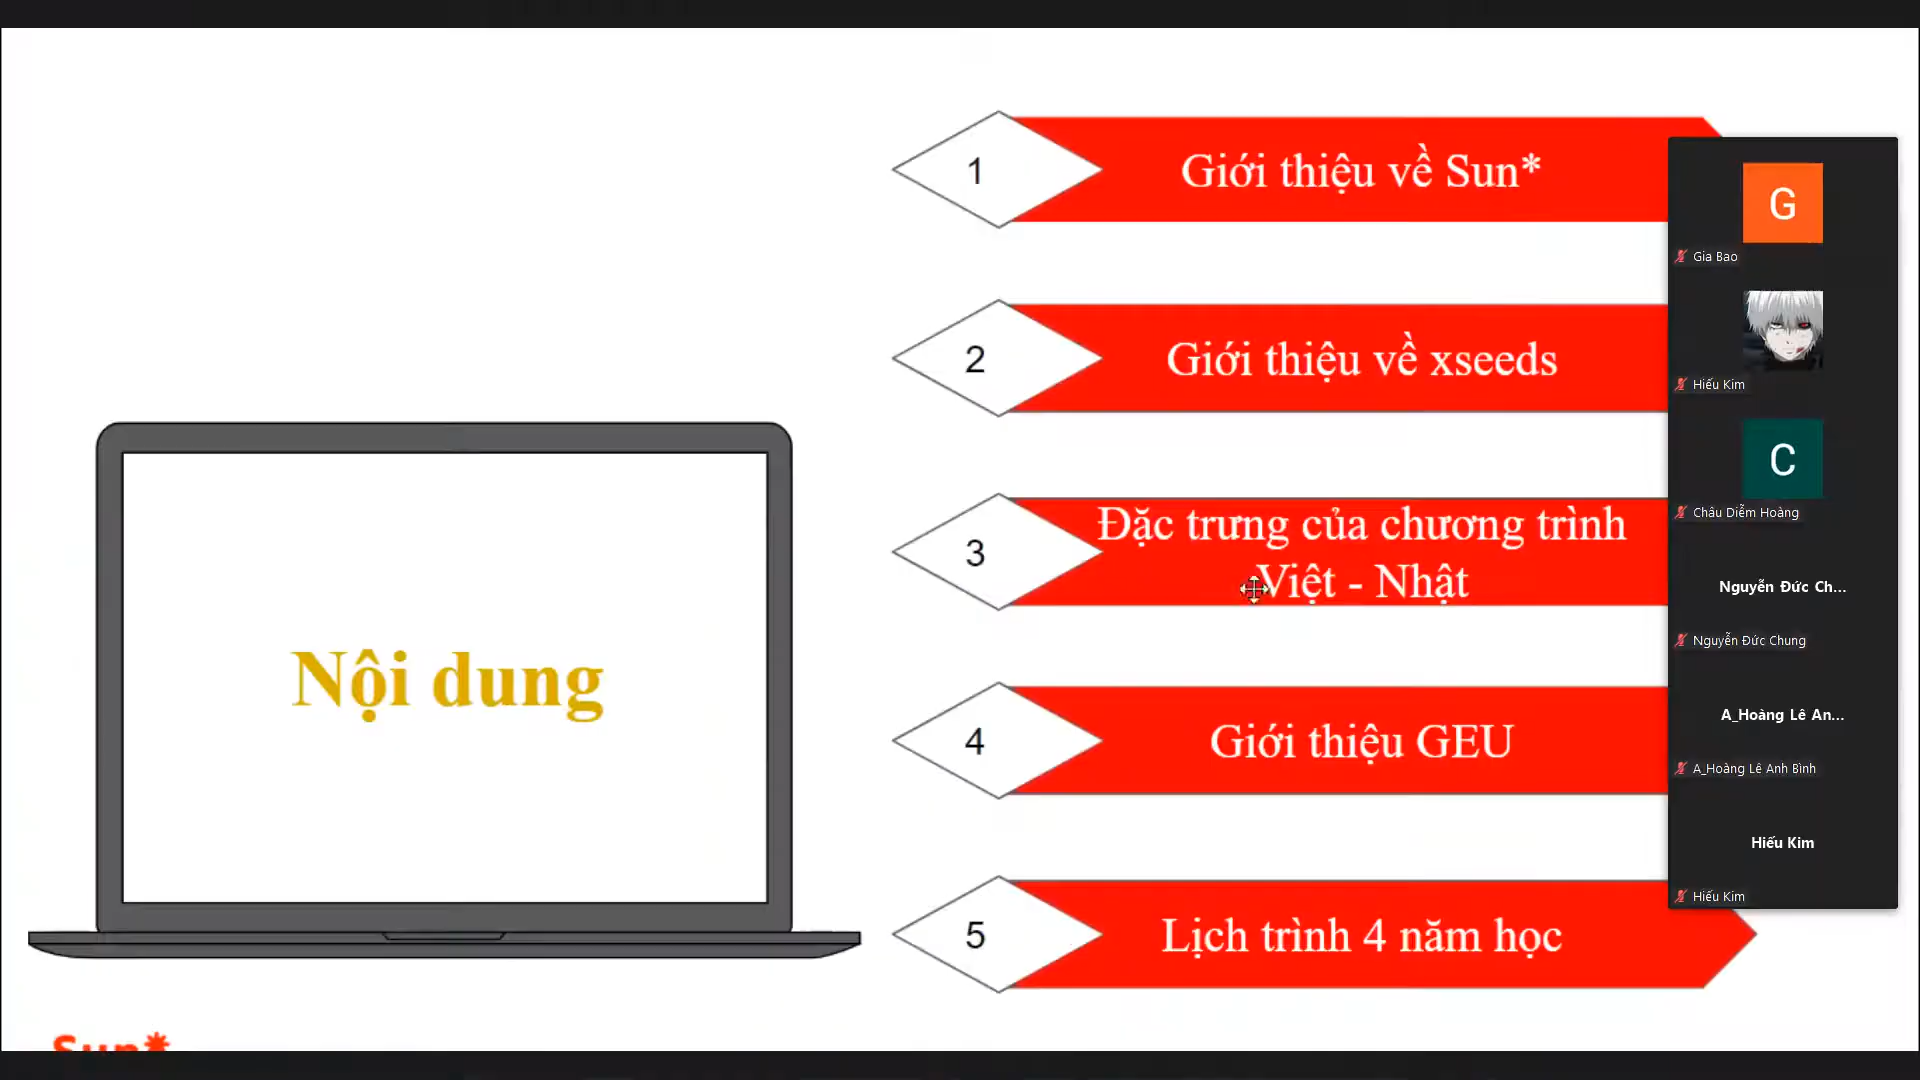 1
Giới thiệu về Sun*
2
Giới thiệu về xseeds
3
Đặc trưng của chương trình
Việt - Nhật
4
Giới thiệu GEU
5
Lịch trình 4 năm học
Nội dung
Sun*
G
Gia Bao
Hiếu Kim
C
Châu Diễm Hoàng
Nguyễn Đức Ch...
Nguyễn Đức Chung
A_Hoàng Lê An...
A_Hoàng Lê Anh Bình
Hiếu Kim
Hiếu Kim